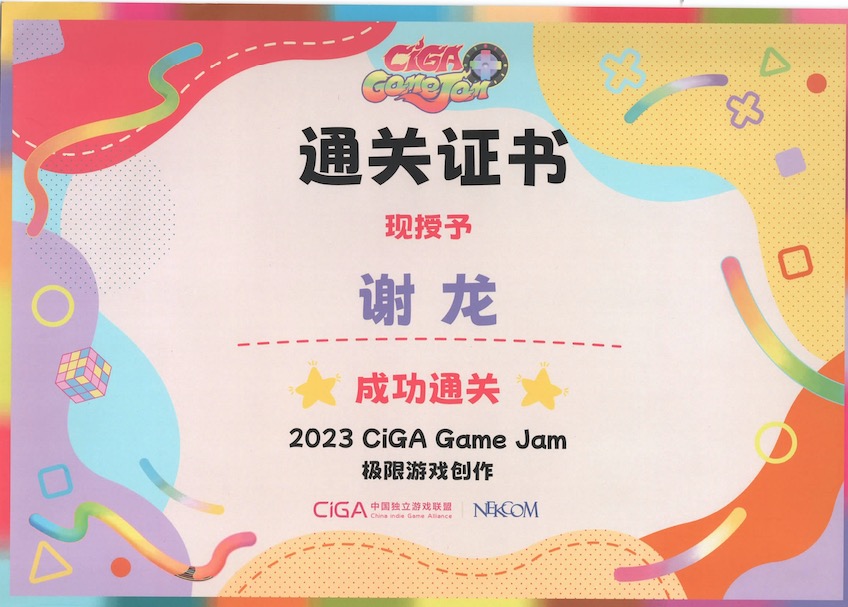 CiGA
Game Jam
通关证书
现授予
谢 龙
成功通关
2023 CiGA Game Jam
极限游戏创作
CiGA 中国独立游戏联盟 China indie Game Alliance NEKCOM